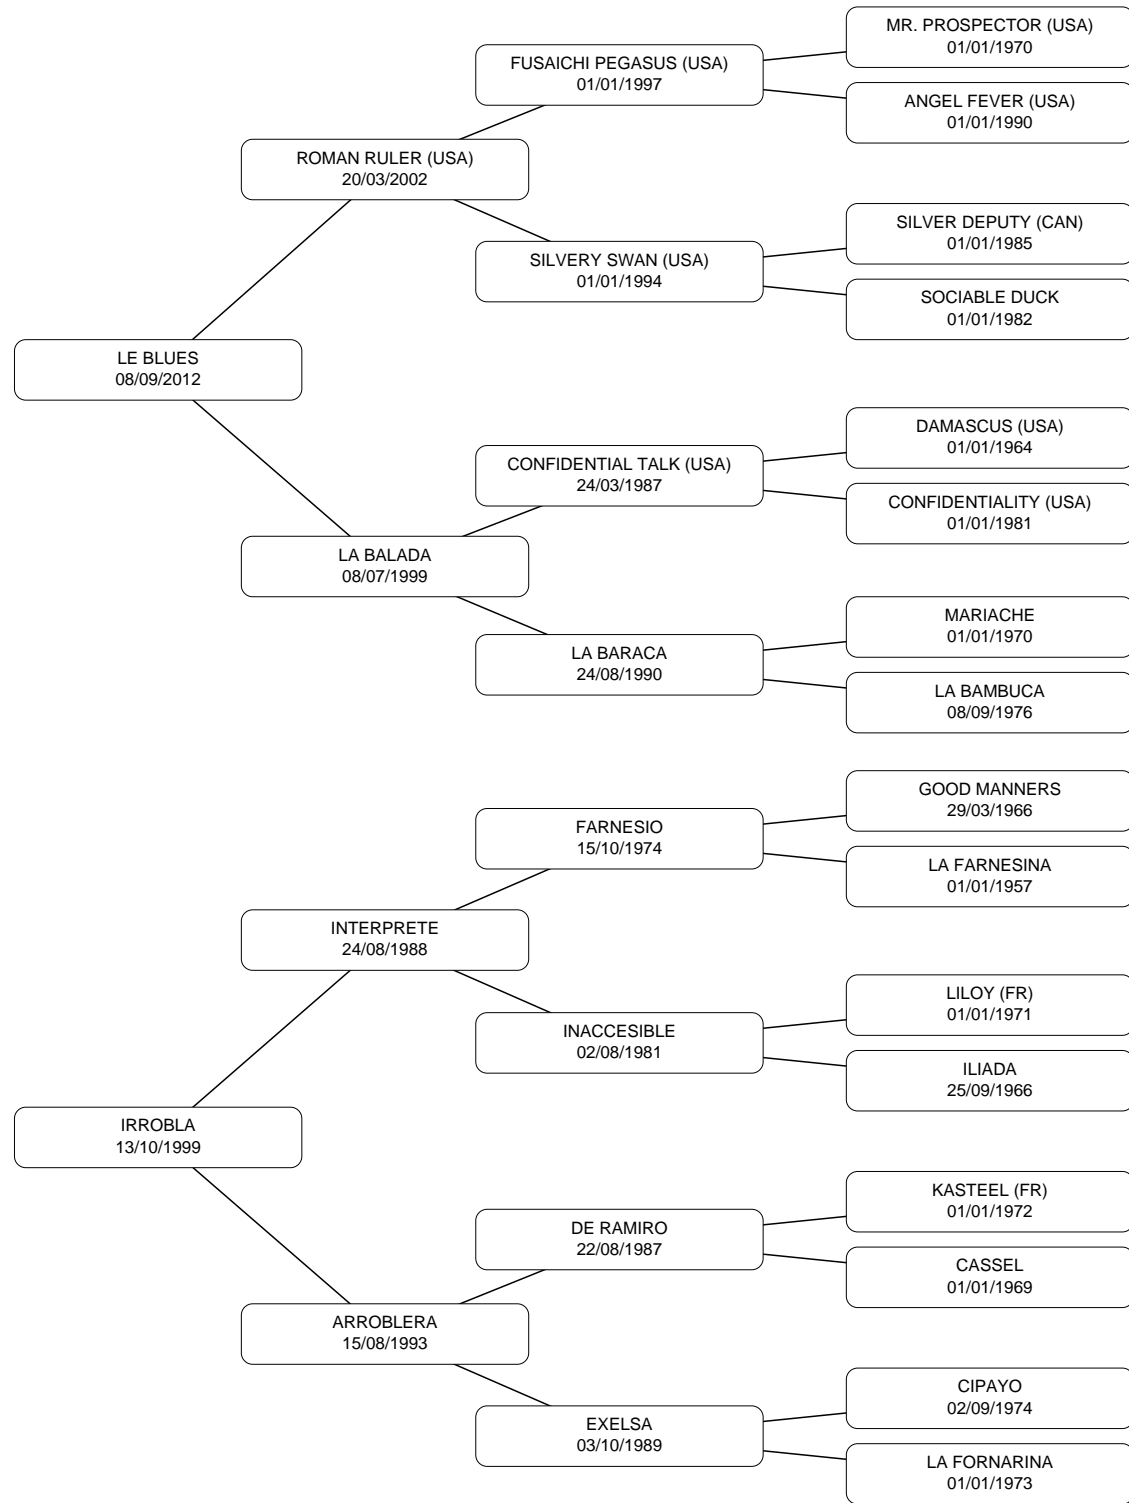 MR. PROSPECTOR (USA)
01/01/1970
FUSAICHI PEGASUS (USA)
01/01/1997
ANGEL FEVER (USA)
01/01/1990
ROMAN RULER (USA)
20/03/2002
SILVER DEPUTY (CAN)
01/01/1985
SILVERY SWAN (USA)
01/01/1994
SOCIABLE DUCK
01/01/1982
LE BLUES
08/09/2012
DAMASCUS (USA)
01/01/1964
CONFIDENTIAL TALK (USA)
24/03/1987
CONFIDENTIALITY (USA)
01/01/1981
LA BALADA
08/07/1999
MARIACHE
01/01/1970
LA BARACA
24/08/1990
LA BAMBUCA
08/09/1976
GOOD MANNERS
29/03/1966
FARNESIO
15/10/1974
LA FARNESINA
01/01/1957
INTERPRETE
24/08/1988
LILOY (FR)
01/01/1971
INACCESIBLE
02/08/1981
ILIADA
25/09/1966
IRROBLA
13/10/1999
KASTEEL (FR)
01/01/1972
DE RAMIRO
22/08/1987
CASSEL
01/01/1969
ARROBLERA
15/08/1993
CIPAYO
02/09/1974
EXELSA
03/10/1989
LA FORNARINA
01/01/1973